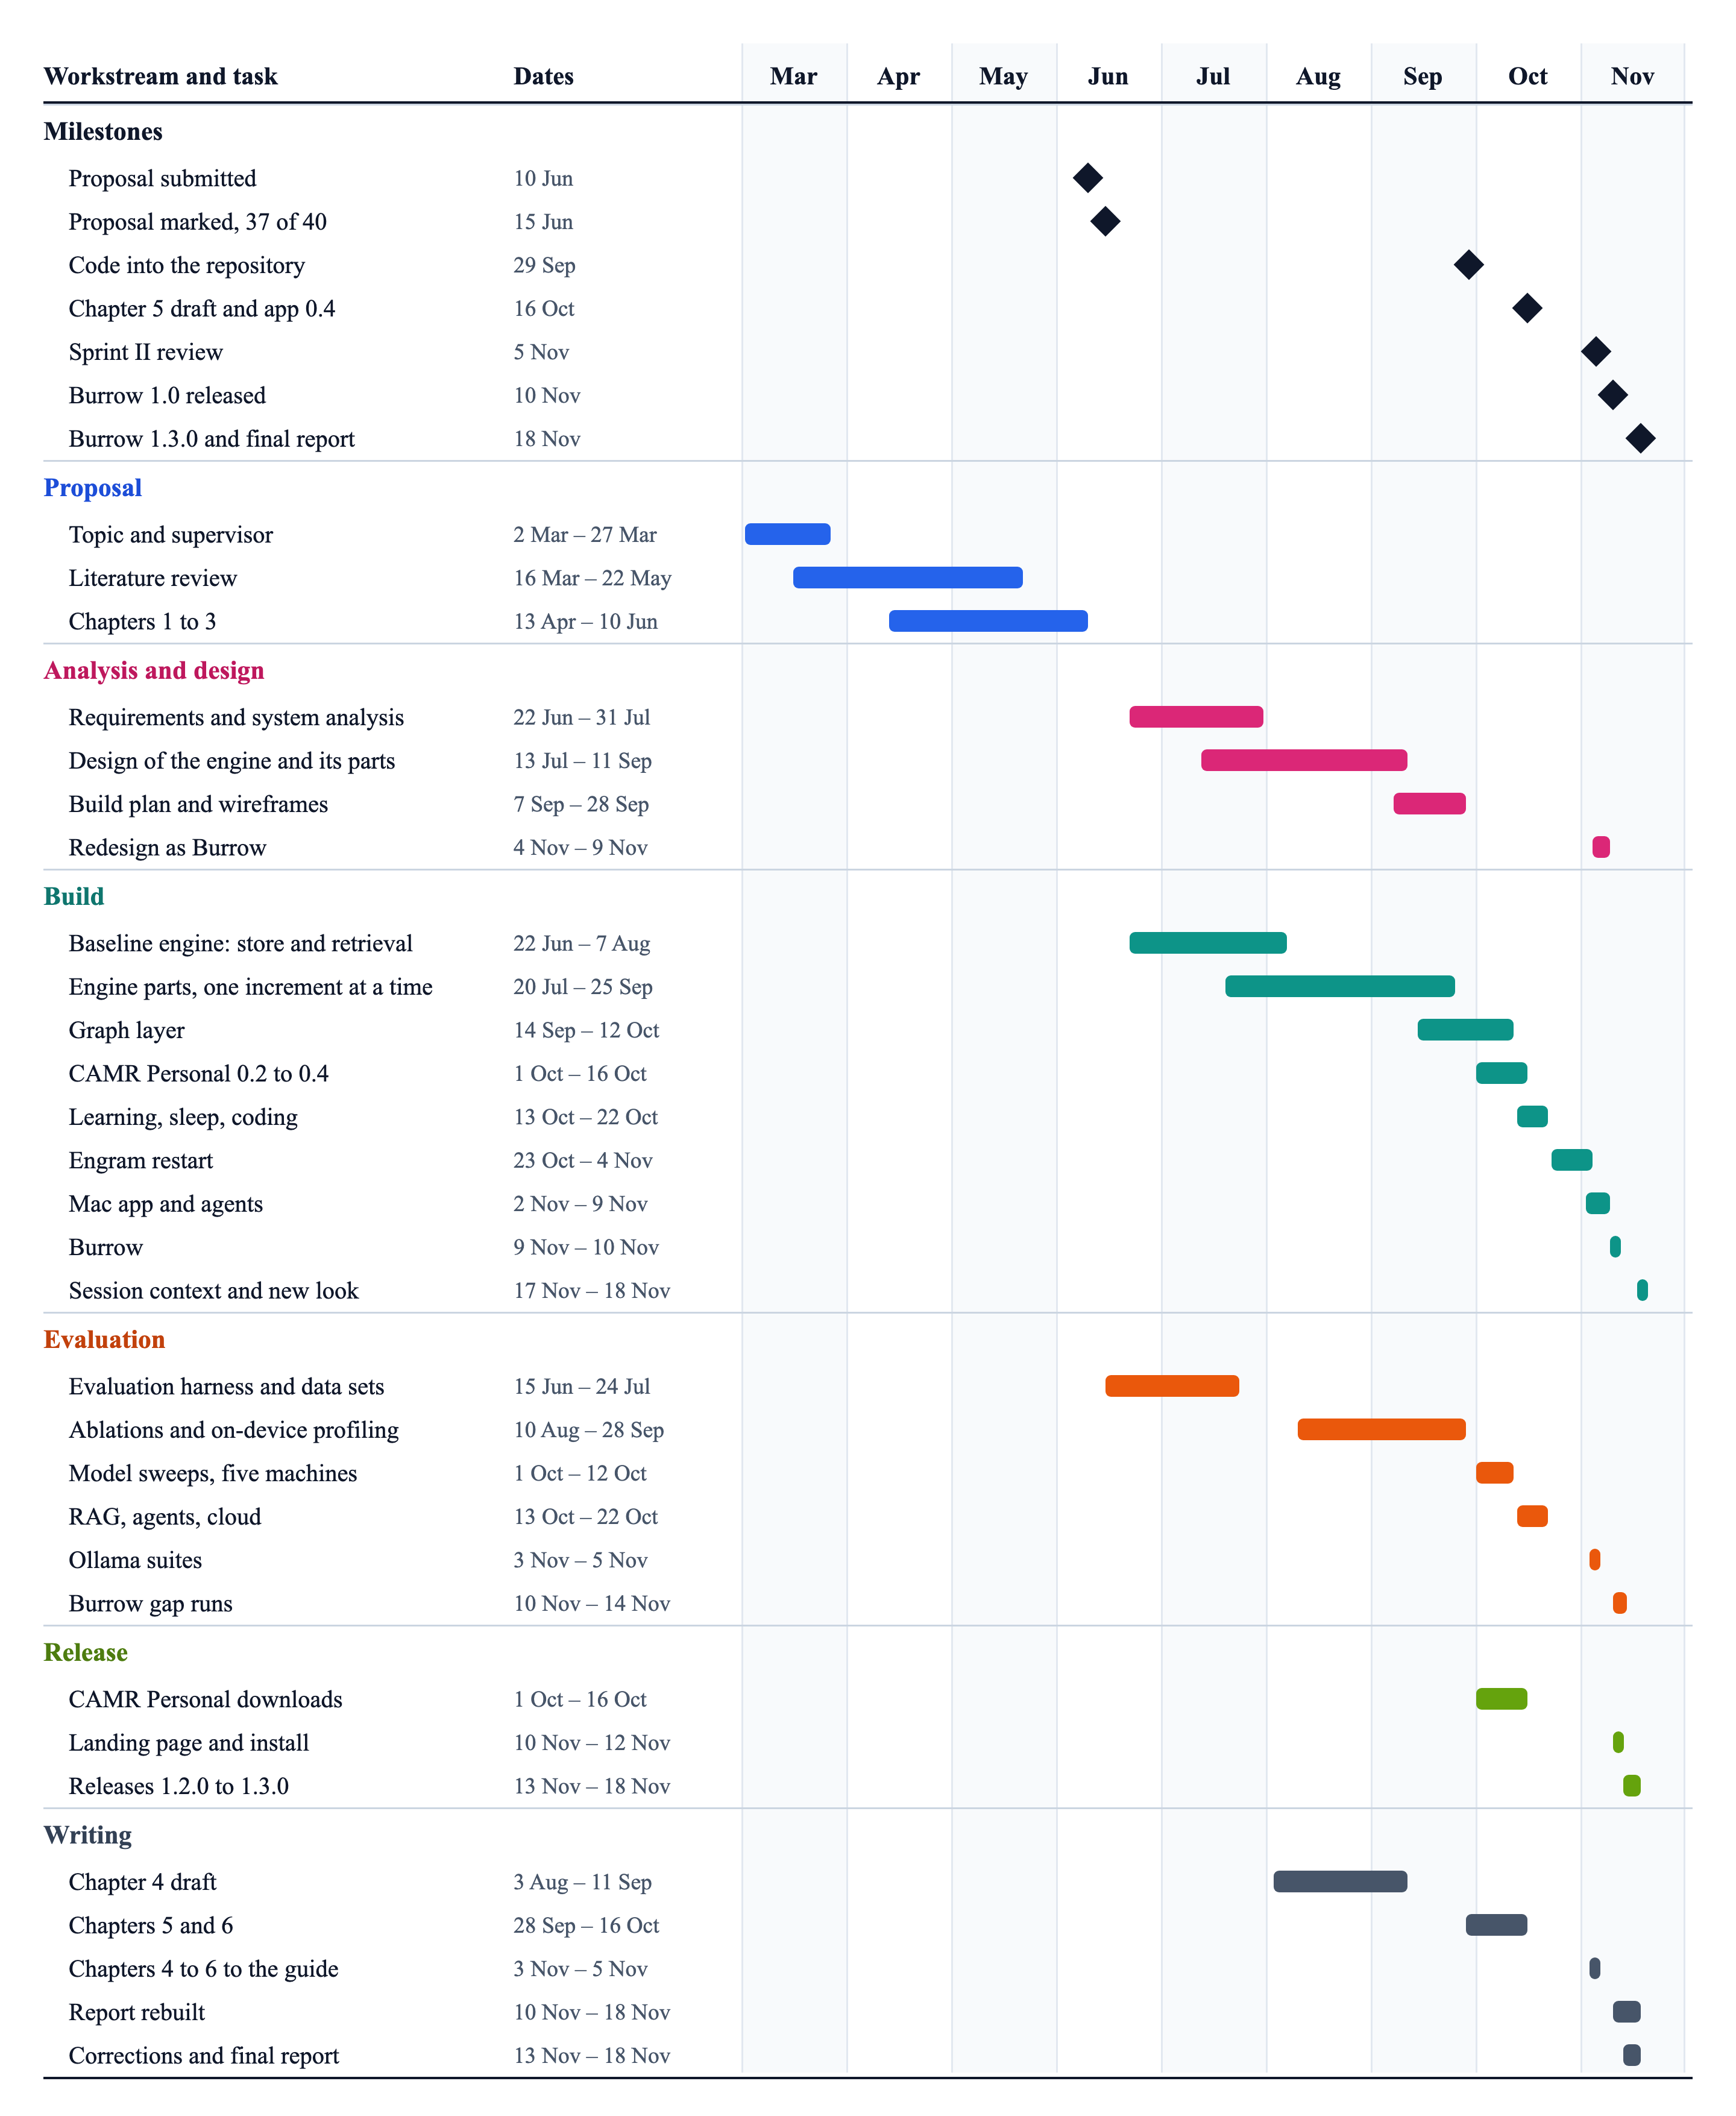 Workstream and task Dates Mar Apr May Jun Jul Aug Sep Oct Nov
Milestones
Proposal submitted 10 Jun
Proposal marked, 37 of 40 15 Jun
Code into the repository 29 Sep
Chapter 5 draft and app 0.4 16 Oct
Sprint II review 5 Nov
Burrow 1.0 released 10 Nov
Burrow 1.3.0 and final report 18 Nov
Proposal
Topic and supervisor 2 Mar – 27 Mar
Literature review 16 Mar – 22 May
Chapters 1 to 3 13 Apr – 10 Jun
Analysis and design
Requirements and system analysis 22 Jun – 31 Jul
Design of the engine and its parts 13 Jul – 11 Sep
Build plan and wireframes 7 Sep – 28 Sep
Redesign as Burrow 4 Nov – 9 Nov
Build
Baseline engine: store and retrieval 22 Jun – 7 Aug
Engine parts, one increment at a time 20 Jul – 25 Sep
Graph layer 14 Sep – 12 Oct
CAMR Personal 0.2 to 0.4 1 Oct – 16 Oct
Learning, sleep, coding 13 Oct – 22 Oct
Engram restart 23 Oct – 4 Nov
Mac app and agents 2 Nov – 9 Nov
Burrow 9 Nov – 10 Nov
Session context and new look 17 Nov – 18 Nov
Evaluation
Evaluation harness and data sets 15 Jun – 24 Jul
Ablations and on-device profiling 10 Aug – 28 Sep
Model sweeps, five machines 1 Oct – 12 Oct
RAG, agents, cloud 13 Oct – 22 Oct
Ollama suites 3 Nov – 5 Nov
Burrow gap runs 10 Nov – 14 Nov
Release
CAMR Personal downloads 1 Oct – 16 Oct
Landing page and install 10 Nov – 12 Nov
Releases 1.2.0 to 1.3.0 13 Nov – 18 Nov
Writing
Chapter 4 draft 3 Aug – 11 Sep
Chapters 5 and 6 28 Sep – 16 Oct
Chapters 4 to 6 to the guide 3 Nov – 5 Nov
Report rebuilt 10 Nov – 18 Nov
Corrections and final report 13 Nov – 18 Nov